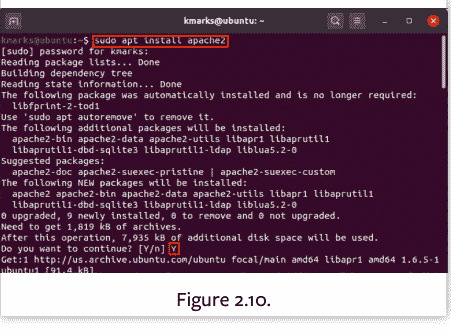 kmarks@ubuntu: ~
kmarks@ubuntu:~$ sudo apt install apache2
[sudo] password for kmarks:
Reading package lists... Done
Building dependency tree
Reading state information... Done
The following package was automatically installed and is no longer required:
libfprint-2-tod1
Use 'sudo apt autoremove' to remove it.
The following additional packages will be installed:
apache2-bin apache2-data apache2-utils libapr1 libaprutil1
libaprutil1-dbd-sqlite3 libaprutil1-ldap liblua5.2-0
Suggested packages:
apache2-doc apache2-suexec-pristine | apache2-suexec-custom
The following NEW packages will be installed:
apache2 apache2-bin apache2-data apache2-utils libapr1 libaprutil1
libaprutil1-dbd-sqlite3 libaprutil1-ldap liblua5.2-0
0 upgraded, 9 newly installed, 0 to remove and 0 not upgraded.
Need to get 1,819 kB of archives.
After this operation, 7,935 kB of additional disk space will be used.
Do you want to continue? [Y/n] Y
Get:1 http://us.archive.ubuntu.com/ubuntu focal/main amd64 libapr1 amd64 1.6.5-1
ubuntu1 [91.4 kB]
Figure 2.10.